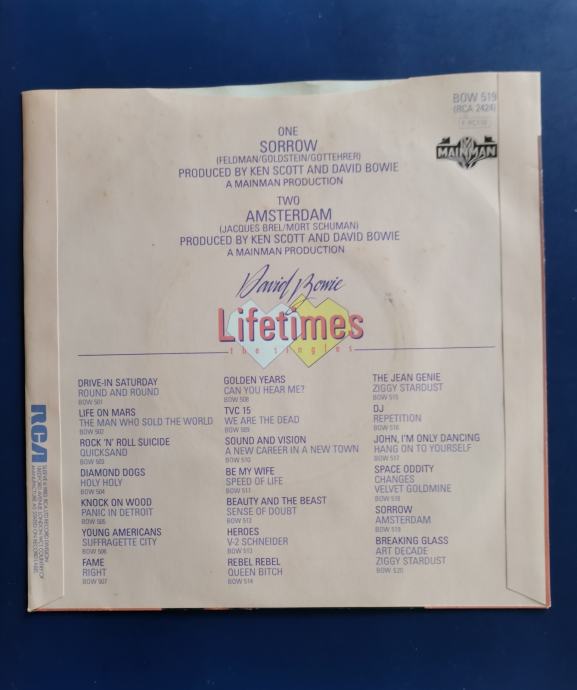 BOW 519
(RCA 2424)
MAINMAN
ONE
SORROW
(FELDMAN/GOLDSTEIN/GOTTEHRER)
PRODUCED BY KEN SCOTT AND DAVID BOWIE
A MAINMAN PRODUCTION
TWO
AMSTERDAM
(JACQUES BREL/MORT SCHUMAN)
PRODUCED BY KEN SCOTT AND DAVID BOWIE
A MAINMAN PRODUCTION
David Bowie
Lifetimes
the singles
DRIVE-IN SATURDAY
ROUND AND ROUND
BOW 501
LIFE ON MARS
THE MAN WHO SOLD THE WORLD
BOW 502
ROCK 'N' ROLL SUICIDE
QUICKSAND
BOW 503
DIAMOND DOGS
HOLY HOLY
BOW 504
KNOCK ON WOOD
PANIC IN DETROIT
BOW 505
YOUNG AMERICANS
SUFFRAGETTE CITY
BOW 506
FAME
RIGHT
BOW 507
GOLDEN YEARS
CAN YOU HEAR ME?
BOW 508
TVC 15
WE ARE THE DEAD
BOW 509
SOUND AND VISION
A NEW CAREER IN A NEW TOWN
BOW 510
BE MY WIFE
SPEED OF LIFE
BOW 511
BEAUTY AND THE BEAST
SENSE OF DOUBT
BOW 512
HEROES
V-2 SCHNEIDER
BOW 513
REBEL REBEL
QUEEN BITCH
BOW 514
THE JEAN GENIE
ZIGGY STARDUST
BOW 515
DJ
REPETITION
BOW 516
JOHN, I'M ONLY DANCING
HANG ON TO YOURSELF
BOW 517
SPACE ODDITY
CHANGES
VELVET GOLDMINE
BOW 518
SORROW
AMSTERDAM
BOW 519
BREAKING GLASS
ART DECADE
ZIGGY STARDUST
BOW 520
RCA